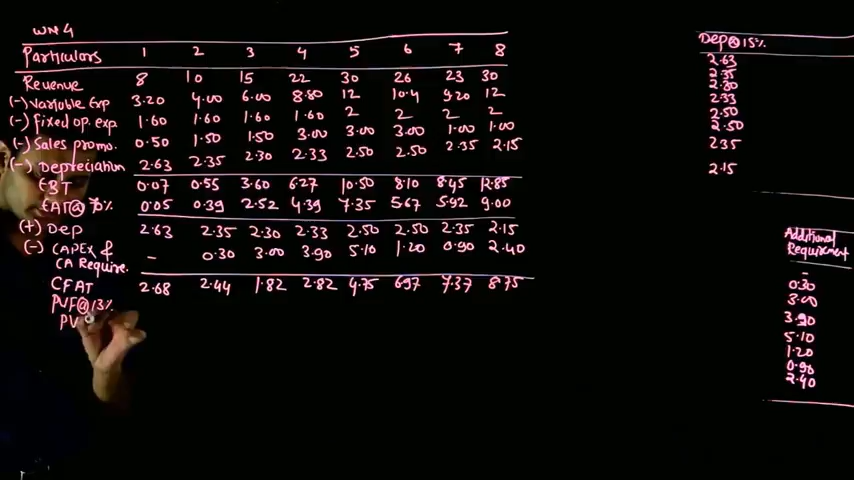 WN 4
Particulars 1 2 3 4 5 6 7 8
Revenue 8 10 15 22 30 26 23 30
(-) Variable Exp 3.20 4.00 6.00 8.80 12 10.4 9.20 12
(-) fixed op. exp 1.60 1.60 1.60 1.60 2 2 2 2
(-) Sales promo. 0.50 1.50 1.50 3.00 3.00 3.00 1.00 1.00
(-) Depreciation 2.63 2.35 2.30 2.33 2.50 2.50 2.35 2.15
EBT 0.07 0.55 3.60 6.27 10.50 8.10 8.45 12.85
EAT@ 70% 0.05 0.39 2.52 4.39 7.35 5.67 5.92 9.00
(+) Dep 2.63 2.35 2.30 2.33 2.50 2.50 2.35 2.15
(-) CAPEX & - 0.30 3.00 3.90 5.10 1.20 0.90 2.40
CA Require.
CFAT 2.68 2.44 1.82 2.82 4.75 6.97 7.37 8.75
PVF@13%
PV
Dep@15%
2.63
2.35
2.30
2.33
2.50
2.50
2.35
2.15
Additional
Requirement
-
0.30
3.00
3.90
5.10
1.20
0.90
2.40